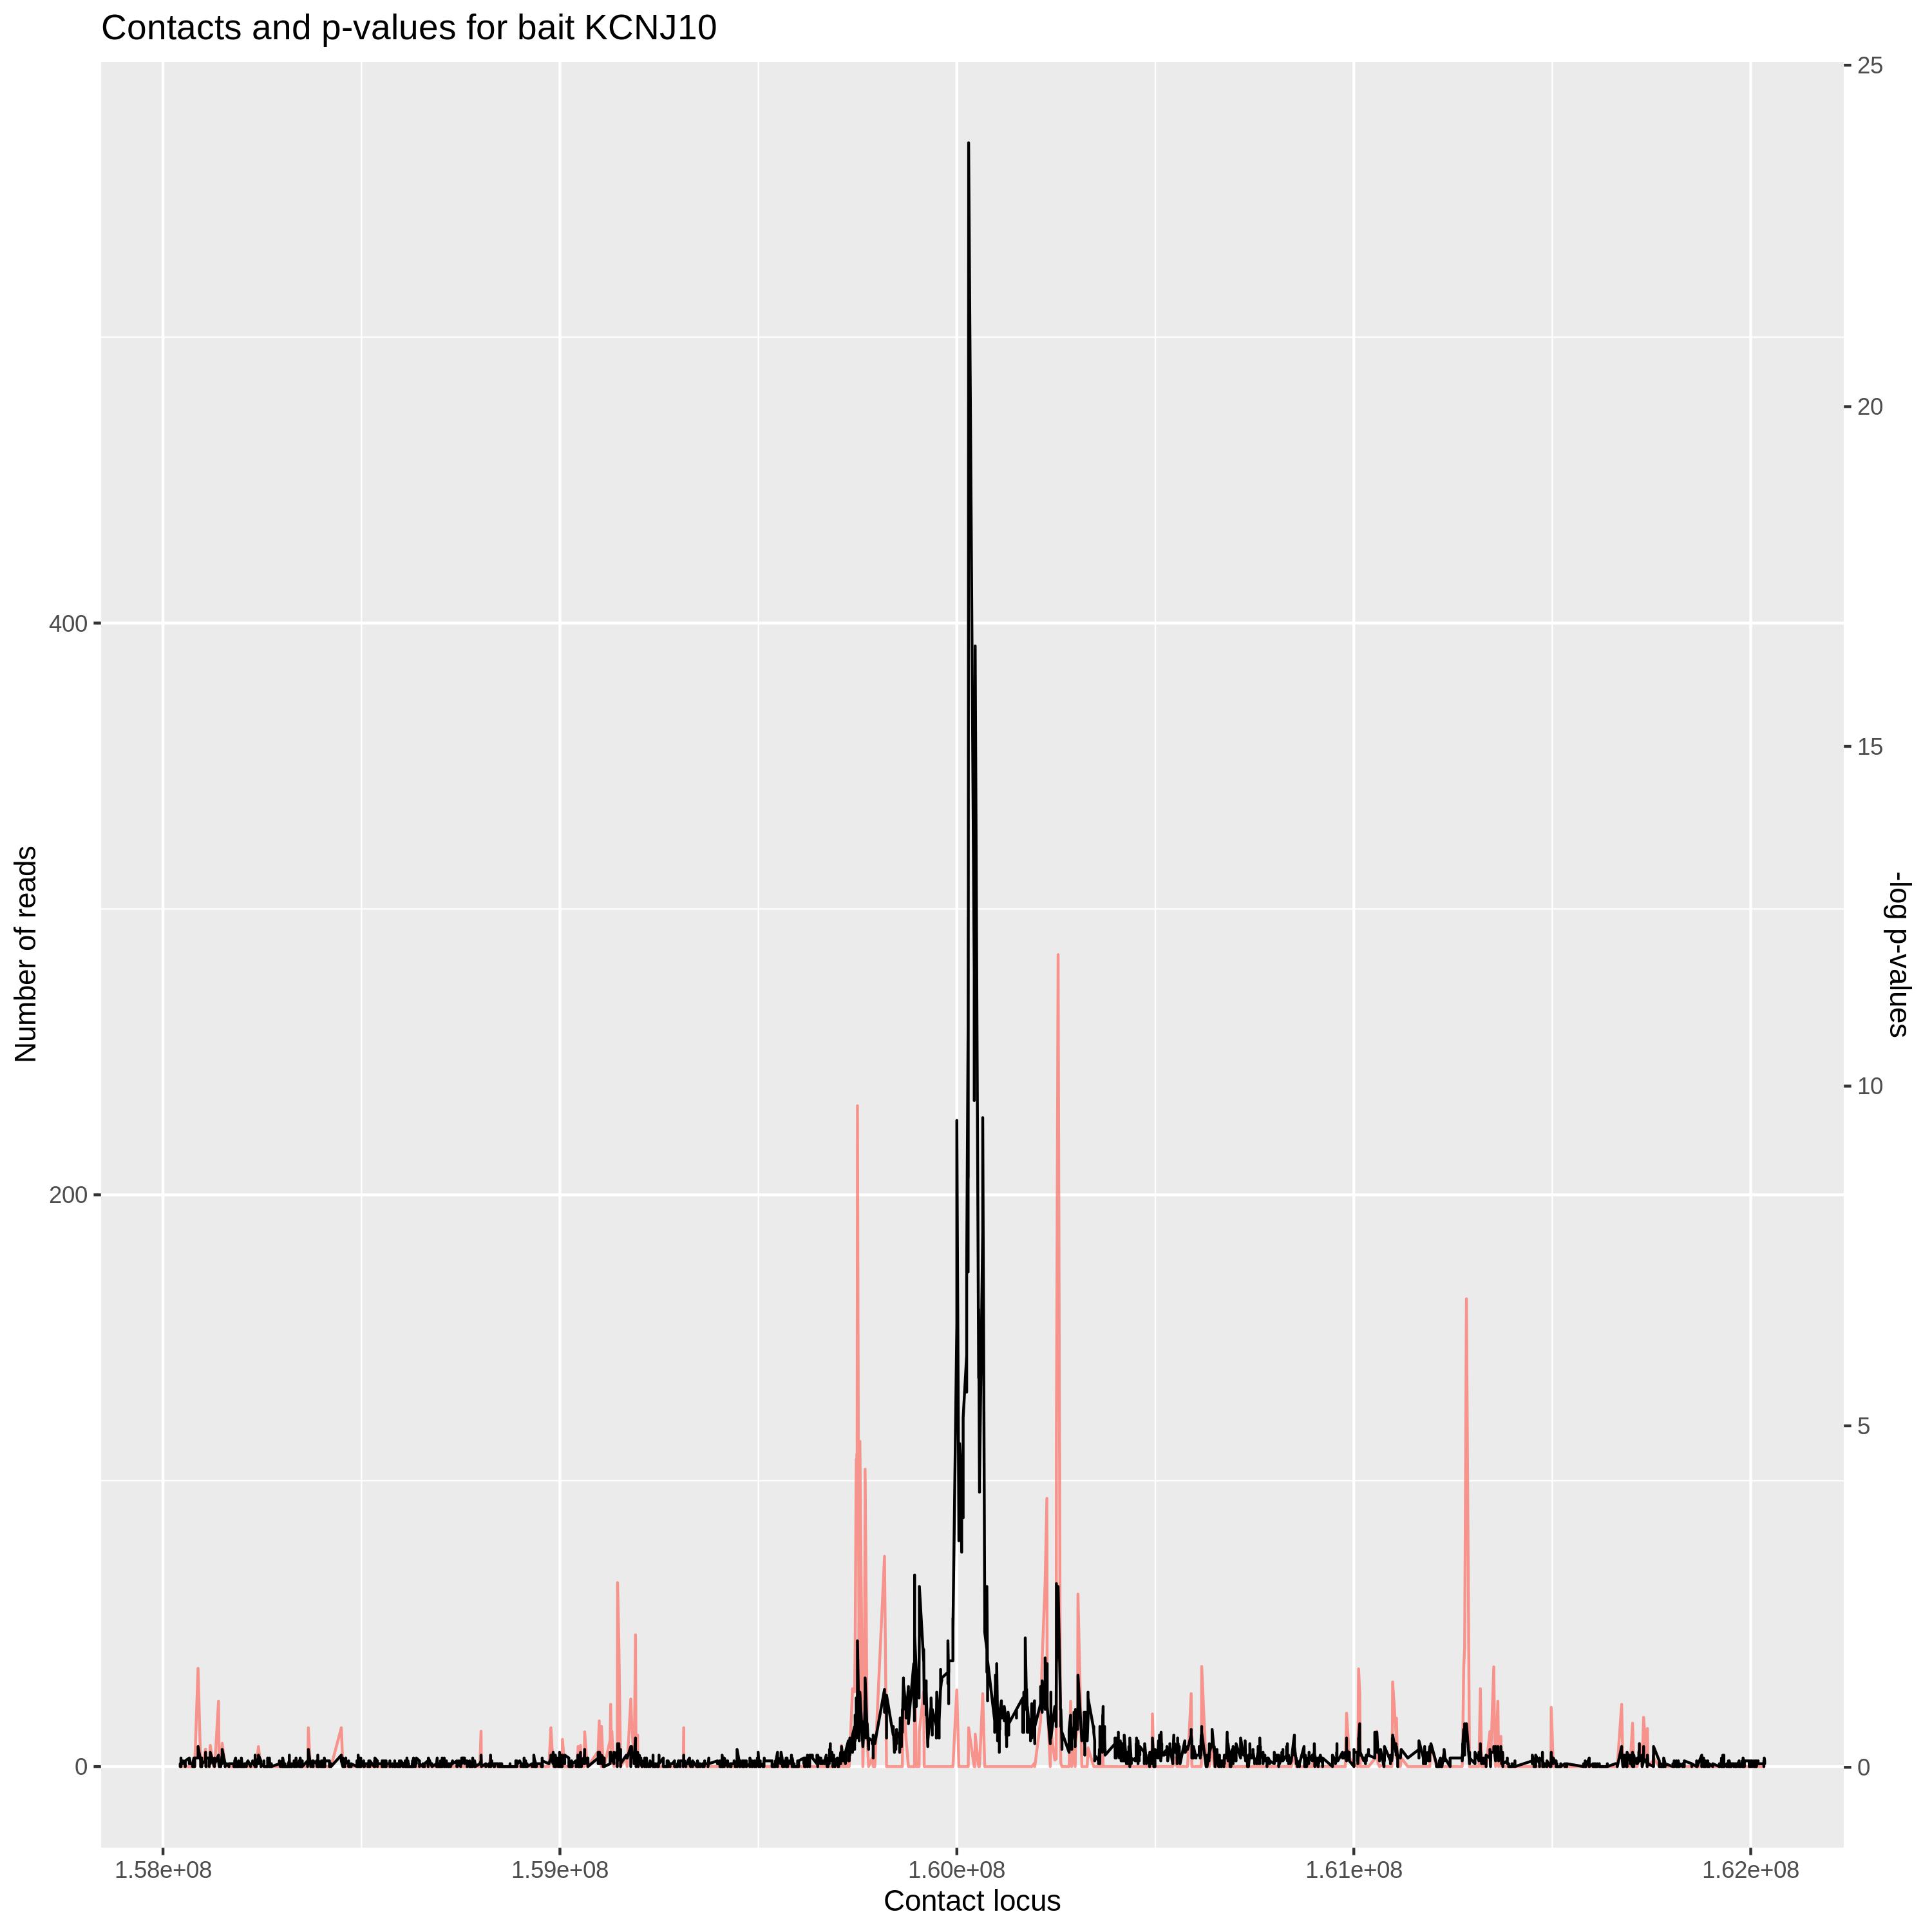 Contacts and p-values for bait KCNJ10
Number of reads
400
200
0
25
20
15
10
5
0
-log p-values
1.58e+08
1.59e+08
1.60e+08
1.61e+08
1.62e+08
Contact locus